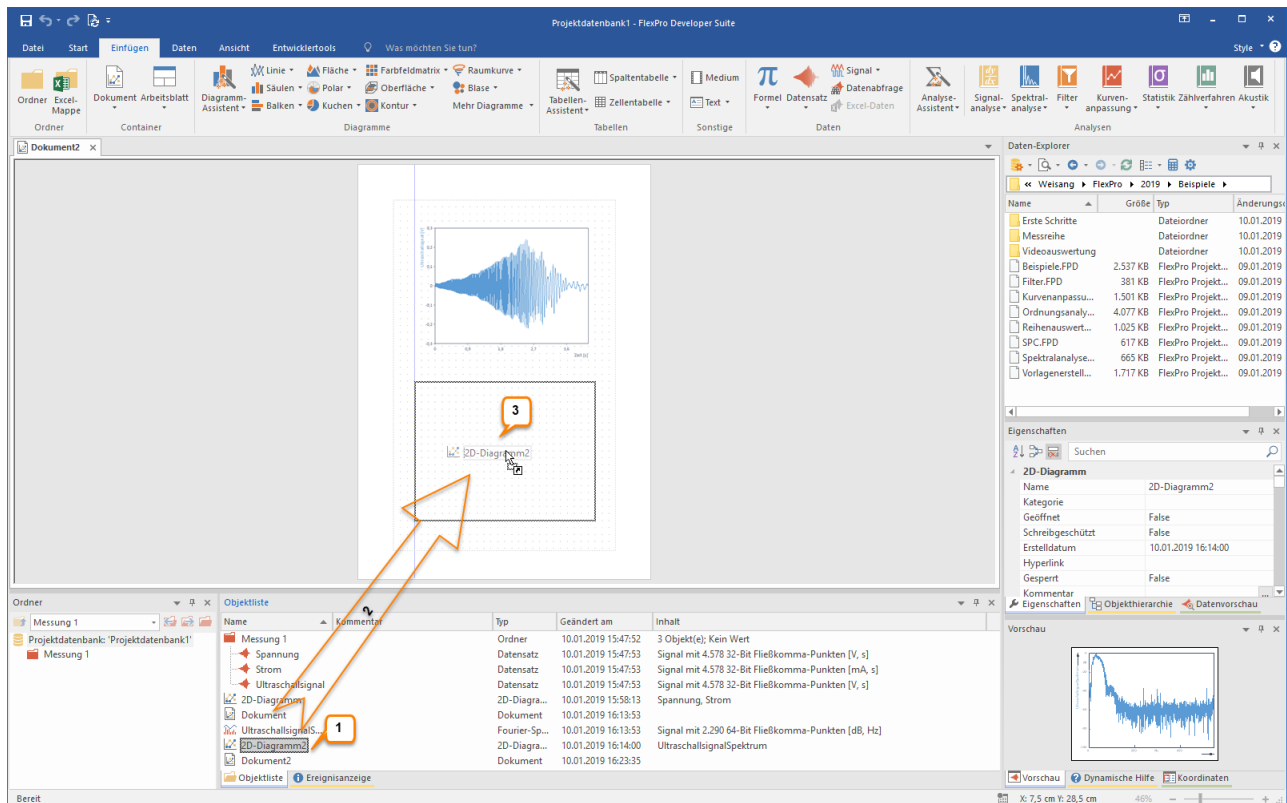 Projektdatenbank1 - FlexPro Developer Suite
Datei Start Einfügen Daten Ansicht Entwicklertools Was möchten Sie tun? Style
Ordner Excel-Mappe
Ordner
Dokument Arbeitsblatt
Container
Diagramm-Assistent
Linie Fläche Farbfeldmatrix Raumkurve
Säulen Polar Oberfläche Blase
Balken Kuchen Kontur Mehr Diagramme
Diagramme
Tabellen-Assistent
Spaltentabelle
Zellentabelle
Tabellen
Medium
Text
Sonstige
Formel Datensatz
Signal
Datenabfrage
Excel-Daten
Daten
Analyse-Assistent
Signal-analyse Spektral-analyse Filter Kurven-anpassung Statistik Zählverfahren Akustik
Analysen
Dokument2
Zeit [s]
3
2D-Diagramm2
2
1
Daten-Explorer
« Weisang FlexPro 2019 Beispiele
Name Größe Typ Änderungsd
Erste Schritte Dateiordner 10.01.2019
Messreihe Dateiordner 10.01.2019
Videoauswertung Dateiordner 10.01.2019
Beispiele.FPD 2.537 KB FlexPro Projekt... 09.01.2019
Filter.FPD 381 KB FlexPro Projekt... 09.01.2019
Kurvenanpassu... 1.501 KB FlexPro Projekt... 09.01.2019
Ordnungsanaly... 4.077 KB FlexPro Projekt... 09.01.2019
Reihenauswert... 1.025 KB FlexPro Projekt... 09.01.2019
SPC.FPD 617 KB FlexPro Projekt... 09.01.2019
Spektralanalyse... 665 KB FlexPro Projekt... 09.01.2019
Vorlagenerstell... 1.717 KB FlexPro Projekt... 09.01.2019
Eigenschaften
Suchen
2D-Diagramm
Name 2D-Diagramm2
Kategorie
Geöffnet False
Schreibgeschützt False
Erstelldatum 10.01.2019 16:14:00
Hyperlink
Gesperrt False
Kommentar ...
Eigenschaften Objekthierarchie Datenvorschau
Ordner
Messung 1
Projektdatenbank: 'Projektdatenbank1'
Messung 1
Objektliste
Name Kommentar Typ Geändert am Inhalt
Messung 1 Ordner 10.01.2019 15:47:52 3 Objekt(e); Kein Wert
Spannung Datensatz 10.01.2019 15:47:53 Signal mit 4.578 32-Bit Fließkomma-Punkten [V, s]
Strom Datensatz 10.01.2019 15:47:53 Signal mit 4.578 32-Bit Fließkomma-Punkten [mA, s]
Ultraschallsignal Datensatz 10.01.2019 15:47:53 Signal mit 4.578 32-Bit Fließkomma-Punkten [V, s]
2D-Diagramm 2D-Diagra... 10.01.2019 15:58:13 Spannung, Strom
Dokument Dokument 10.01.2019 16:13:53
UltraschallsignalS... Fourier-Sp... 10.01.2019 16:13:53 Signal mit 2.290 64-Bit Fließkomma-Punkten [dB, Hz]
2D-Diagramm2 2D-Diagra... 10.01.2019 16:14:00 UltraschallsignalSpektrum
Dokument2 Dokument 10.01.2019 16:23:35
Objektliste Ereignisanzeige
Vorschau
Vorschau Dynamische Hilfe Koordinaten
Bereit X: 7,5 cm Y: 28,5 cm 46%